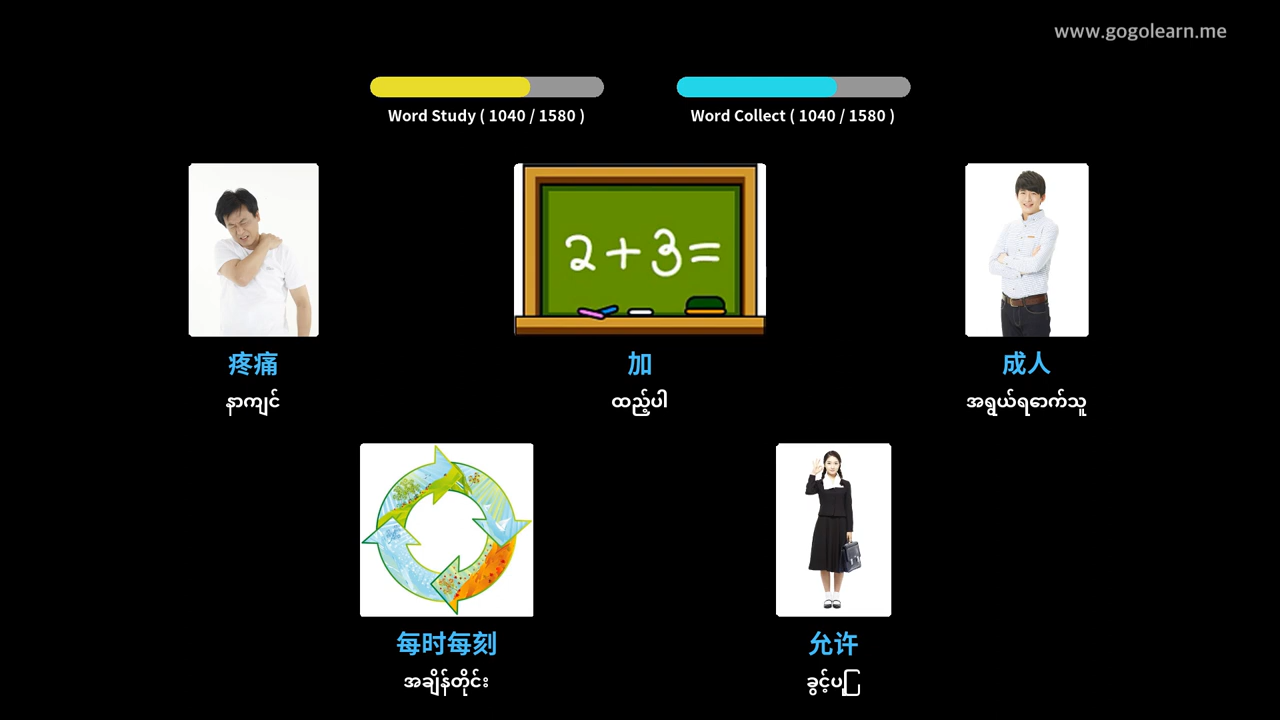 www.gogolearn.me
Word Study ( 1040 / 1580 )
Word Collect ( 1040 / 1580 )
2+3=
疼痛
နာကျင်
加
ထည့်ပါ
成人
အရွယ်ရောက်သူ
每时每刻
အချိန်တိုင်း
允许
ခွင့်ပြု